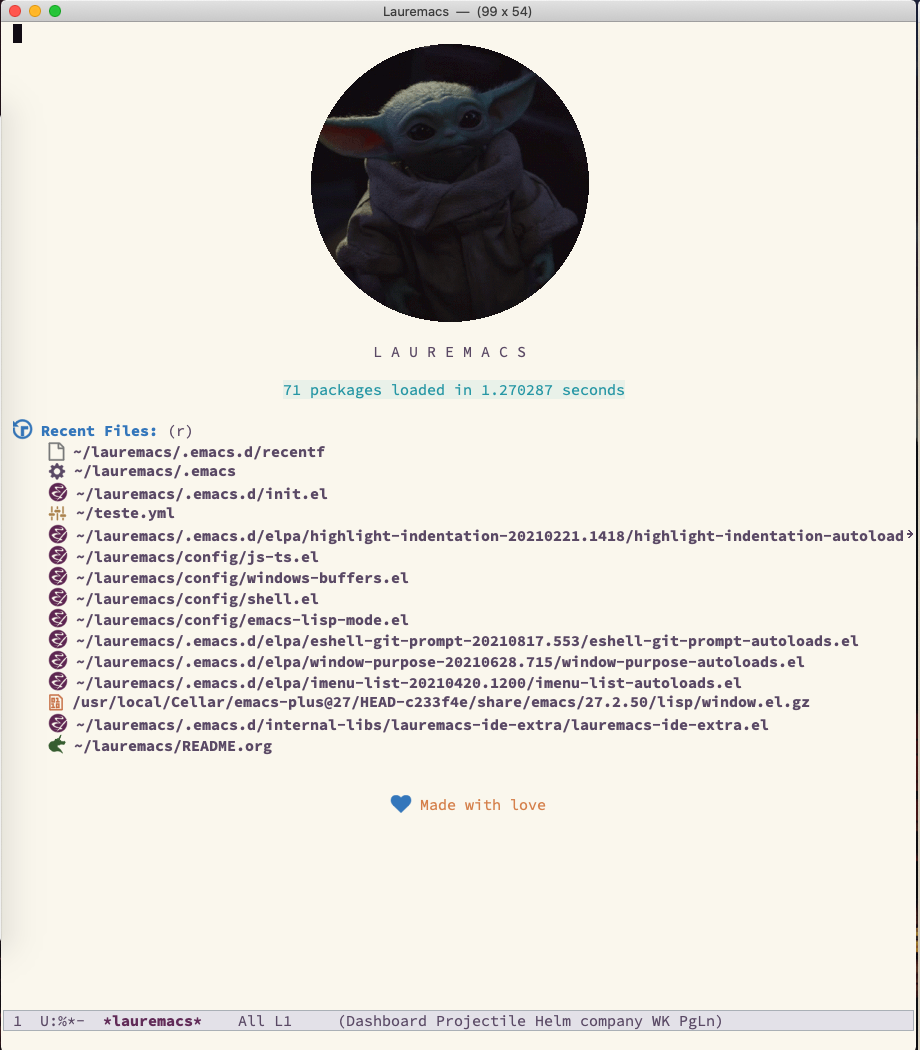 Lauremacs — (99 x 54)
L A U R E M A C S
71 packages loaded in 1.270287 seconds
Recent Files: (r)
~/lauremacs/.emacs.d/recentf
~/lauremacs/.emacs
~/lauremacs/.emacs.d/init.el
~/teste.yml
~/lauremacs/.emacs.d/elpa/highlight-indentation-20210221.1418/highlight-indentation-autoload
~/lauremacs/config/js-ts.el
~/lauremacs/config/windows-buffers.el
~/lauremacs/config/shell.el
~/lauremacs/config/emacs-lisp-mode.el
~/lauremacs/.emacs.d/elpa/eshell-git-prompt-20210817.553/eshell-git-prompt-autoloads.el
~/lauremacs/.emacs.d/elpa/window-purpose-20210628.715/window-purpose-autoloads.el
~/lauremacs/.emacs.d/elpa/imenu-list-20210420.1200/imenu-list-autoloads.el
/usr/local/Cellar/emacs-plus@27/HEAD-c233f4e/share/emacs/27.2.50/lisp/window.el.gz
~/lauremacs/.emacs.d/internal-libs/lauremacs-ide-extra/lauremacs-ide-extra.el
~/lauremacs/README.org
Made with love
1 U:%*- *lauremacs* All L1 (Dashboard Projectile Helm company WK PgLn)